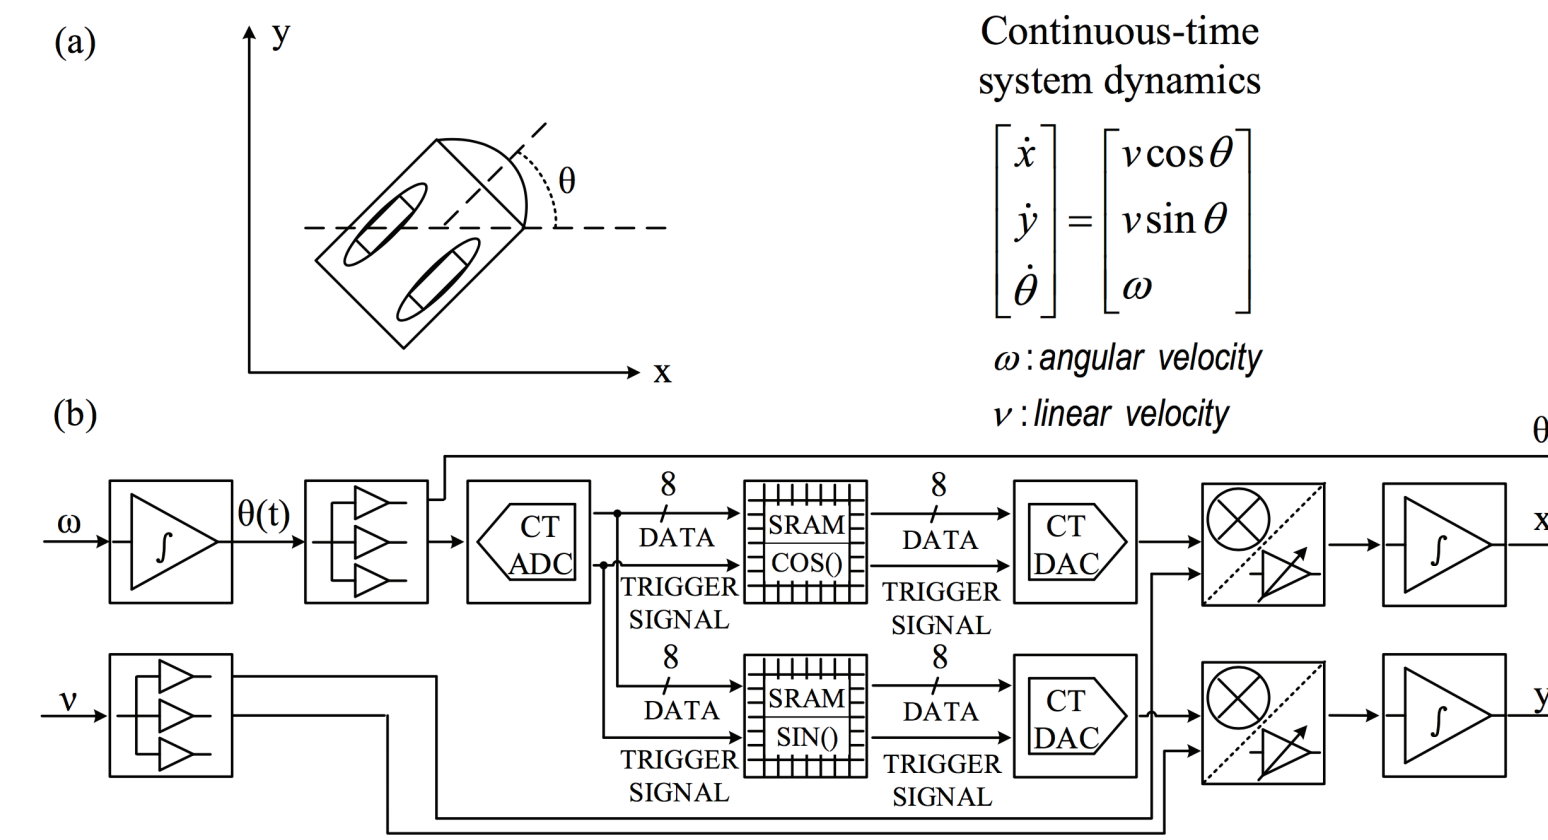 (a)
y
θ
x
Continuous-time
system dynamics
[ẋ ẏ θ̇] = [v cos θ v sin θ ω]
ω : angular velocity
v : linear velocity
(b)
θ
ω
∫
θ(t)
CT
ADC
8
DATA
TRIGGER
SIGNAL
SRAM
COS()
8
DATA
TRIGGER
SIGNAL
CT
DAC
∫
x
ν
8
DATA
TRIGGER
SIGNAL
SRAM
SIN()
8
DATA
TRIGGER
SIGNAL
CT
DAC
∫
y